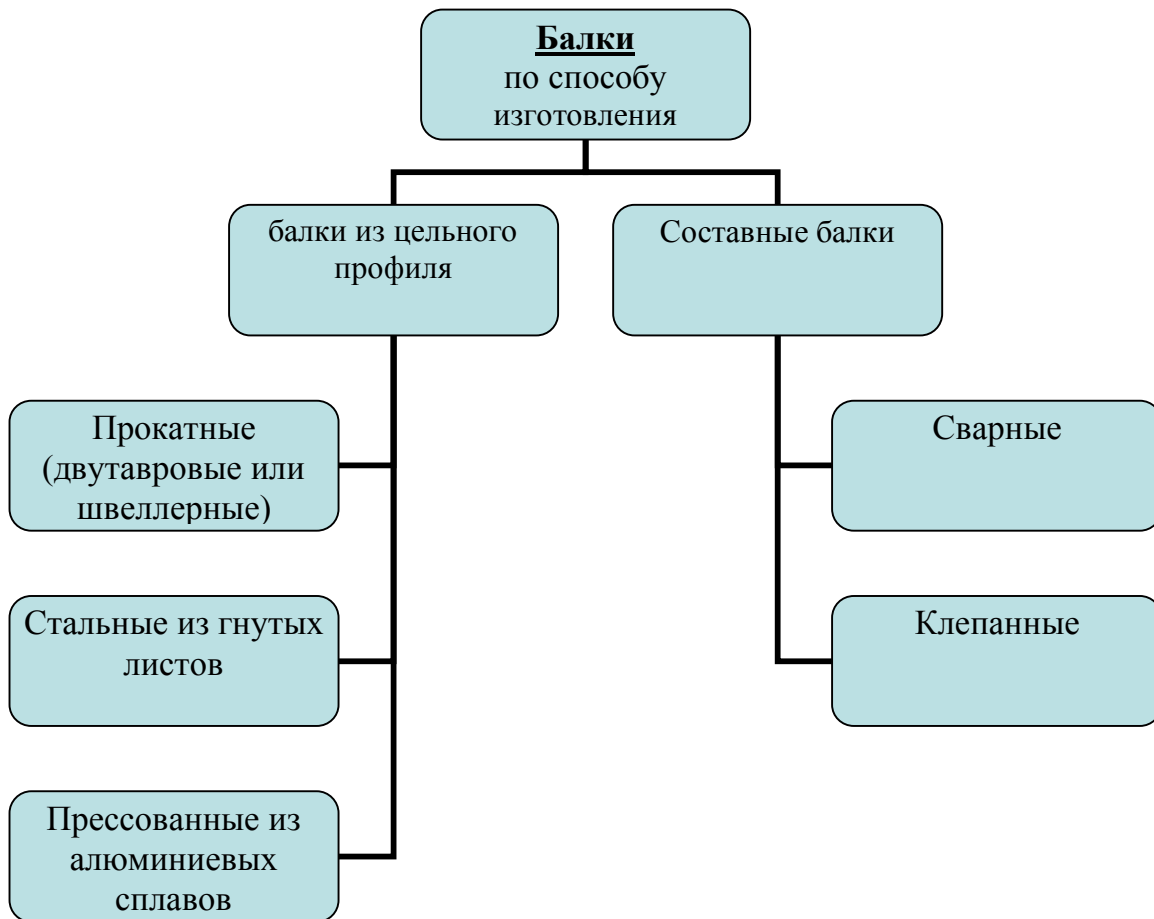 Балки
по способу
изготовления
балки из цельного
профиля
Составные балки
Прокатные
(двутавровые или
швеллерные)
Сварные
Стальные из гнутых
листов
Клепанные
Прессованные из
алюминиевых
сплавов